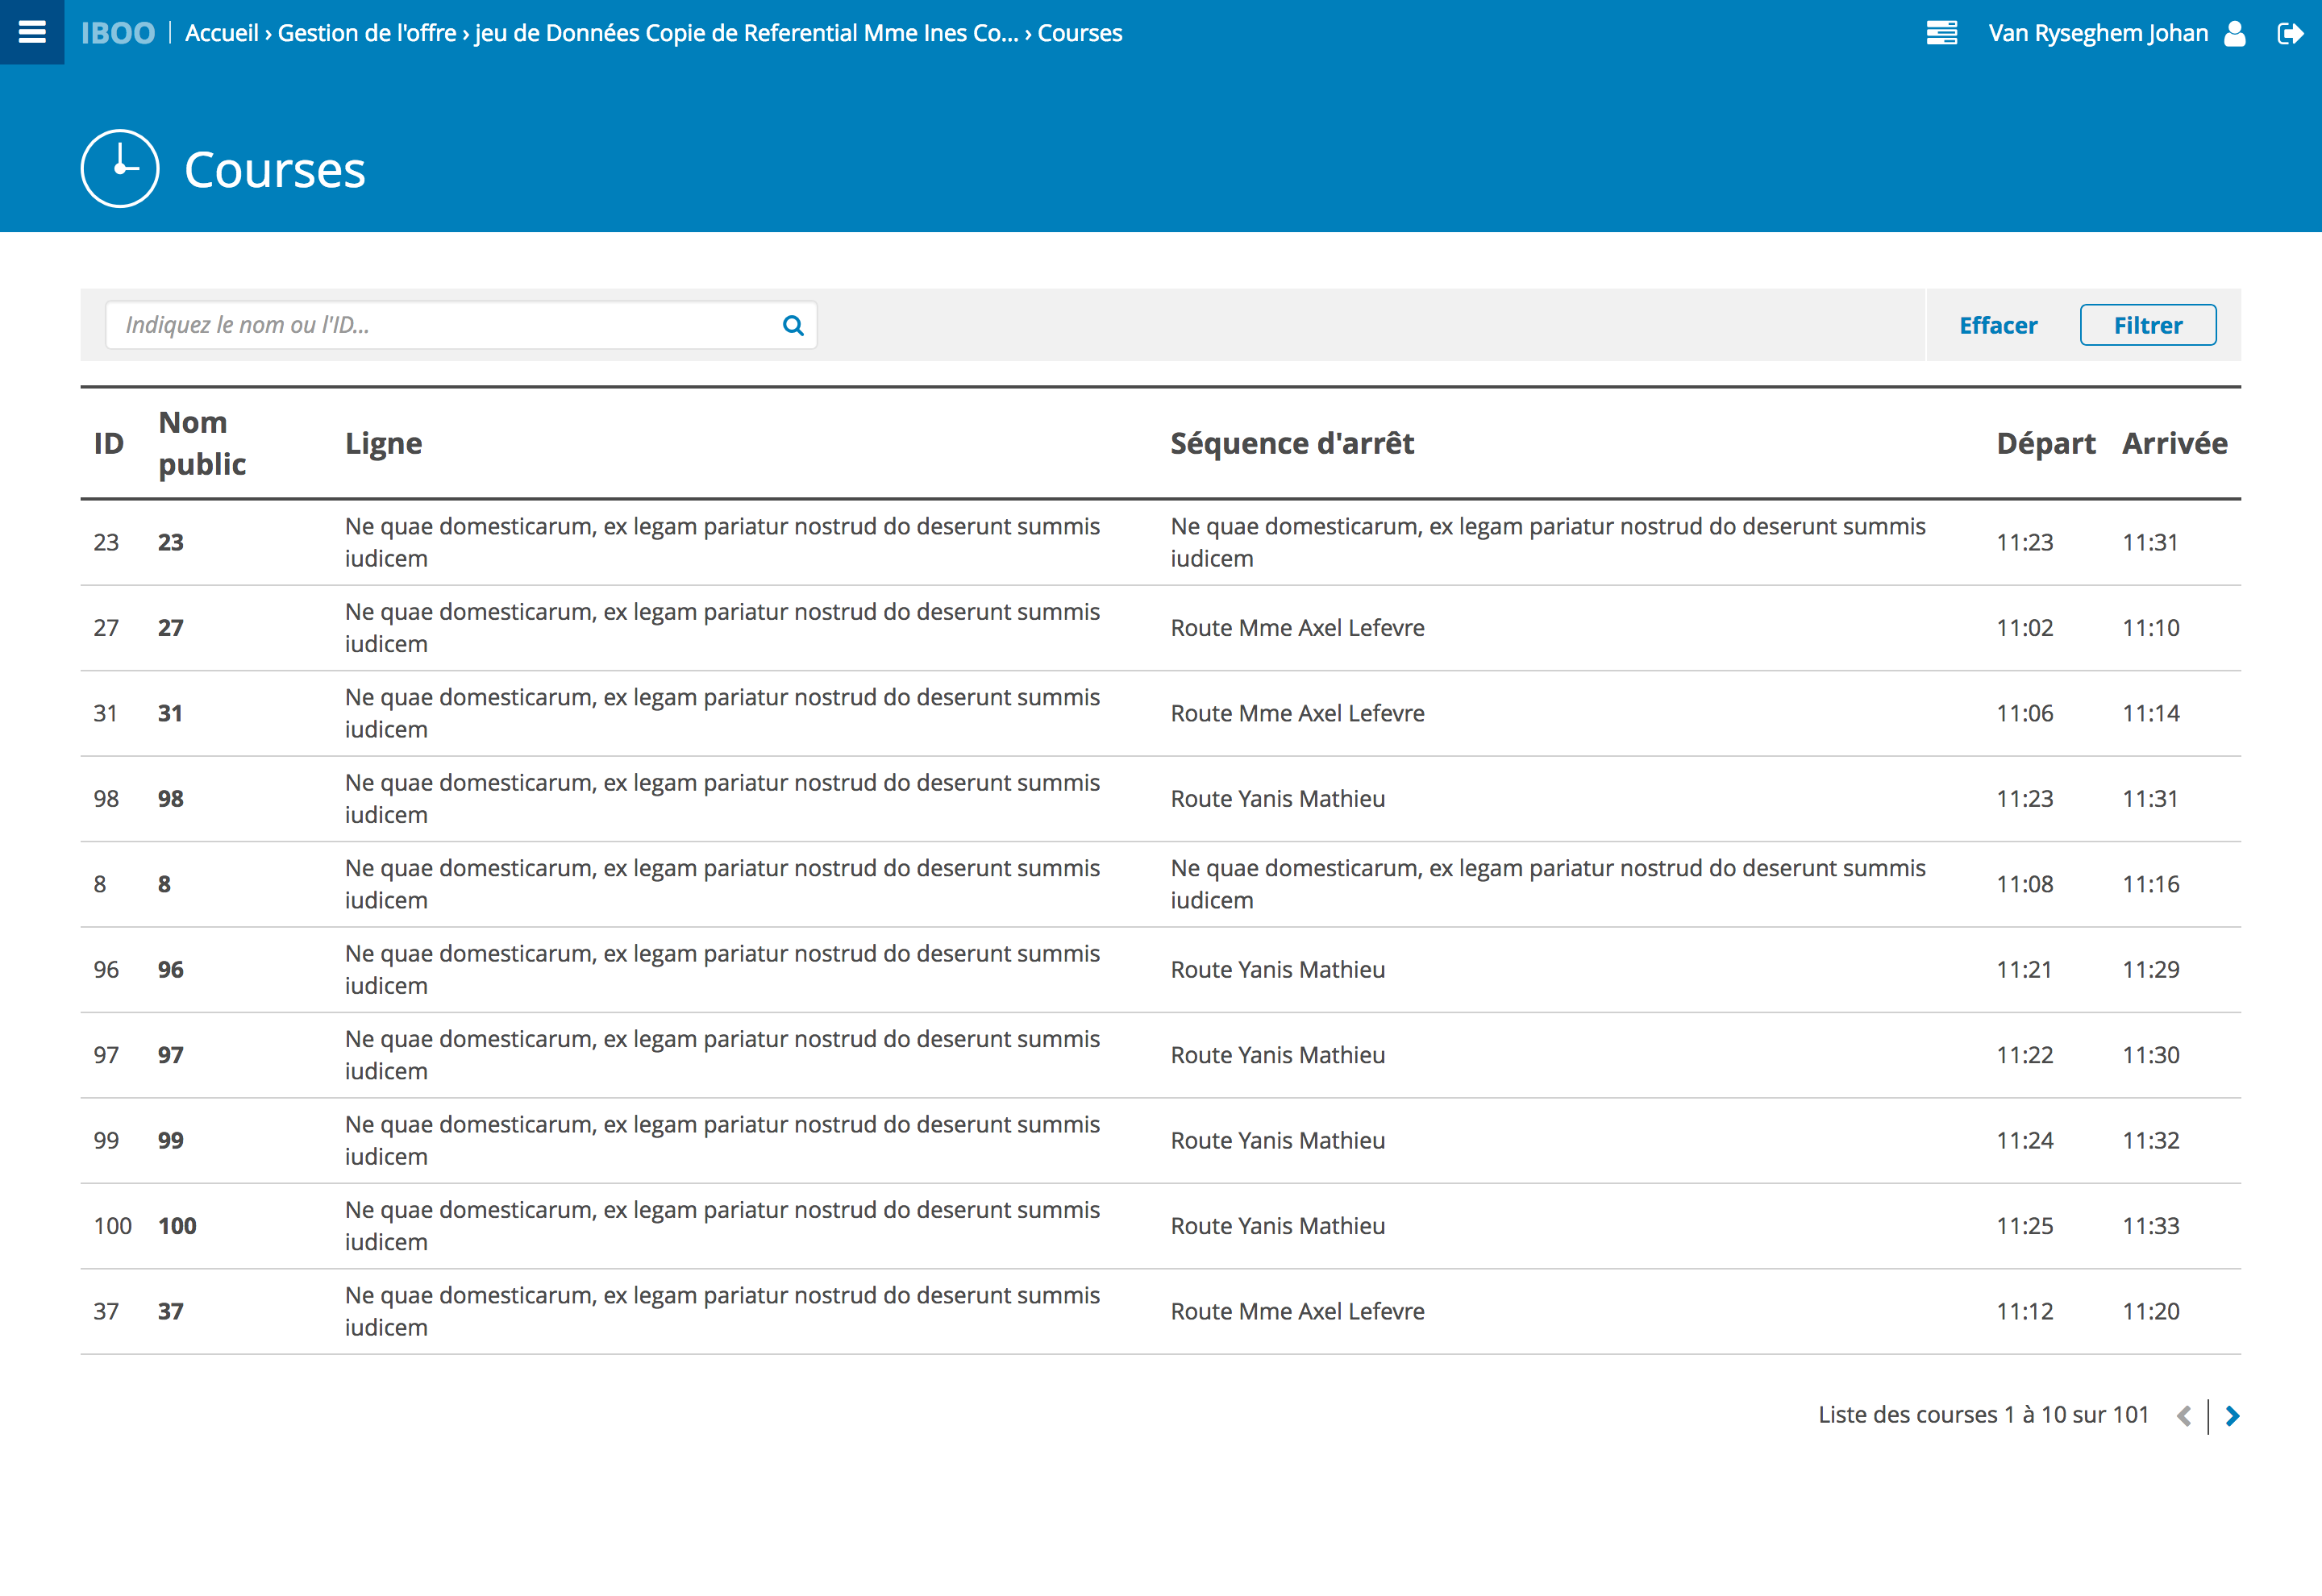 IBOO | Accueil › Gestion de l'offre › jeu de Données Copie de Referential Mme Ines Co... › Courses
Van Ryseghem Johan
Courses
Indiquez le nom ou l'ID...
Effacer
Filtrer
ID Nom public Ligne Séquence d'arrêt Départ Arrivée
23 23 Ne quae domesticarum, ex legam pariatur nostrud do deserunt summis iudicem Ne quae domesticarum, ex legam pariatur nostrud do deserunt summis iudicem 11:23 11:31
27 27 Ne quae domesticarum, ex legam pariatur nostrud do deserunt summis iudicem Route Mme Axel Lefevre 11:02 11:10
31 31 Ne quae domesticarum, ex legam pariatur nostrud do deserunt summis iudicem Route Mme Axel Lefevre 11:06 11:14
98 98 Ne quae domesticarum, ex legam pariatur nostrud do deserunt summis iudicem Route Yanis Mathieu 11:23 11:31
8 8 Ne quae domesticarum, ex legam pariatur nostrud do deserunt summis iudicem Ne quae domesticarum, ex legam pariatur nostrud do deserunt summis iudicem 11:08 11:16
96 96 Ne quae domesticarum, ex legam pariatur nostrud do deserunt summis iudicem Route Yanis Mathieu 11:21 11:29
97 97 Ne quae domesticarum, ex legam pariatur nostrud do deserunt summis iudicem Route Yanis Mathieu 11:22 11:30
99 99 Ne quae domesticarum, ex legam pariatur nostrud do deserunt summis iudicem Route Yanis Mathieu 11:24 11:32
100 100 Ne quae domesticarum, ex legam pariatur nostrud do deserunt summis iudicem Route Yanis Mathieu 11:25 11:33
37 37 Ne quae domesticarum, ex legam pariatur nostrud do deserunt summis iudicem Route Mme Axel Lefevre 11:12 11:20
Liste des courses 1 à 10 sur 101